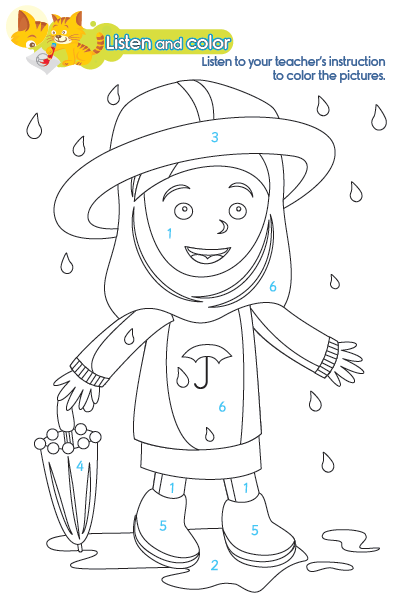 Listen and color
Listen to your teacher's instruction
to color the pictures.
3
1
6
6
4
1 1
5 5
2